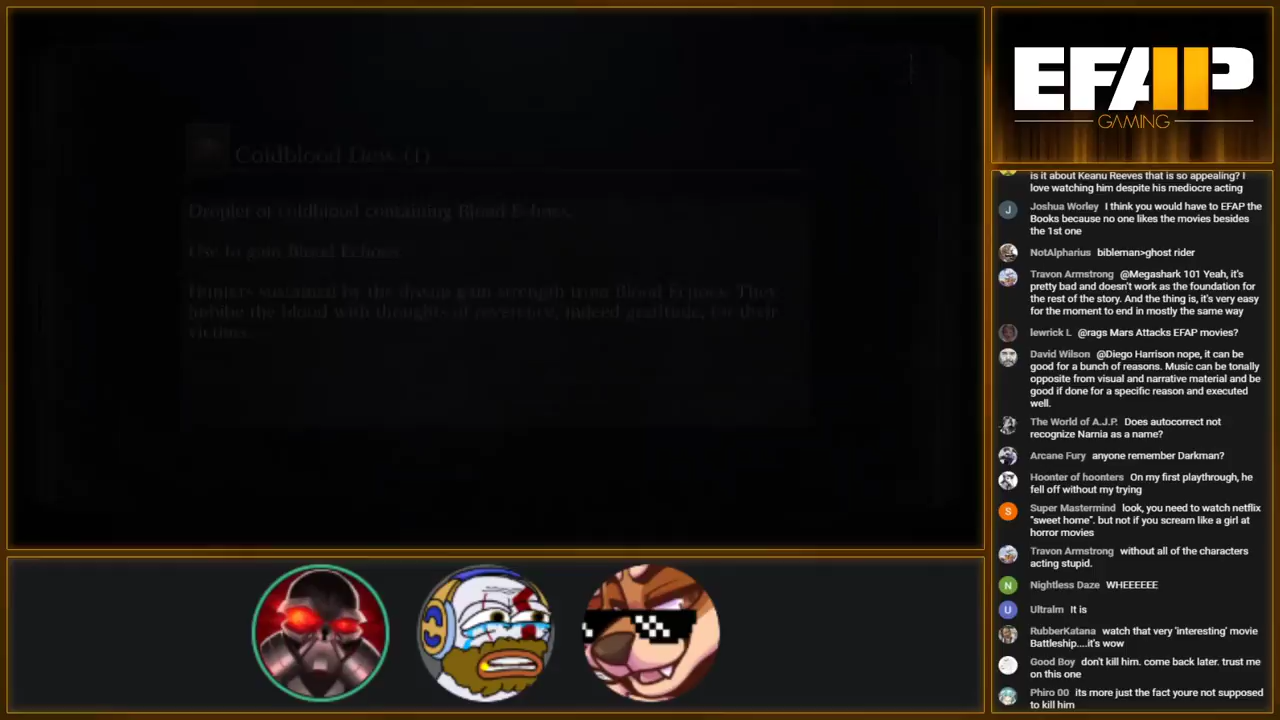 Coldblood Dew (1)
Droplet of coldblood containing Blood Echoes.
Use to gain Blood Echoes.
Hunters sustained by the dream gain strength from Blood Echoes. They
imbibe the blood with thoughts of reverence, indeed gratitude, for their
victims.
EFAP
GAMING
is it about Keanu Reeves that is so appealing? I
love watching him despite his mediocre acting
Joshua Worley I think you would have to EFAP the
Books because no one likes the movies besides
the 1st one
NotAlpharius bibleman>ghost rider
Travon Armstrong @Megashark 101 Yeah, it's
pretty bad and doesn't work as the foundation for
the rest of the story. And the thing is, it's very easy
for the moment to end in mostly the same way
lewrick L @rags Mars Attacks EFAP movies?
David Wilson @Diego Harrison nope, it can be
good for a bunch of reasons. Music can be tonally
opposite from visual and narrative material and be
good if done for a specific reason and executed
well.
The World of A.J.P. Does autocorrect not
recognize Narnia as a name?
Arcane Fury anyone remember Darkman?
Hoonter of hoonters On my first playthrough, he
fell off without my trying
S
Super Mastermind look, you need to watch netflix
"sweet home". but not if you scream like a girl at
horror movies
Travon Armstrong without all of the characters
acting stupid.
N
Nightless Daze WHEEEEEE
U
Ultralm It is
RubberKatana watch that very 'interesting' movie
Battleship....it's wow
Good Boy don't kill him. come back later. trust me
on this one
Phiro 00 its more just the fact youre not supposed
to kill him
J